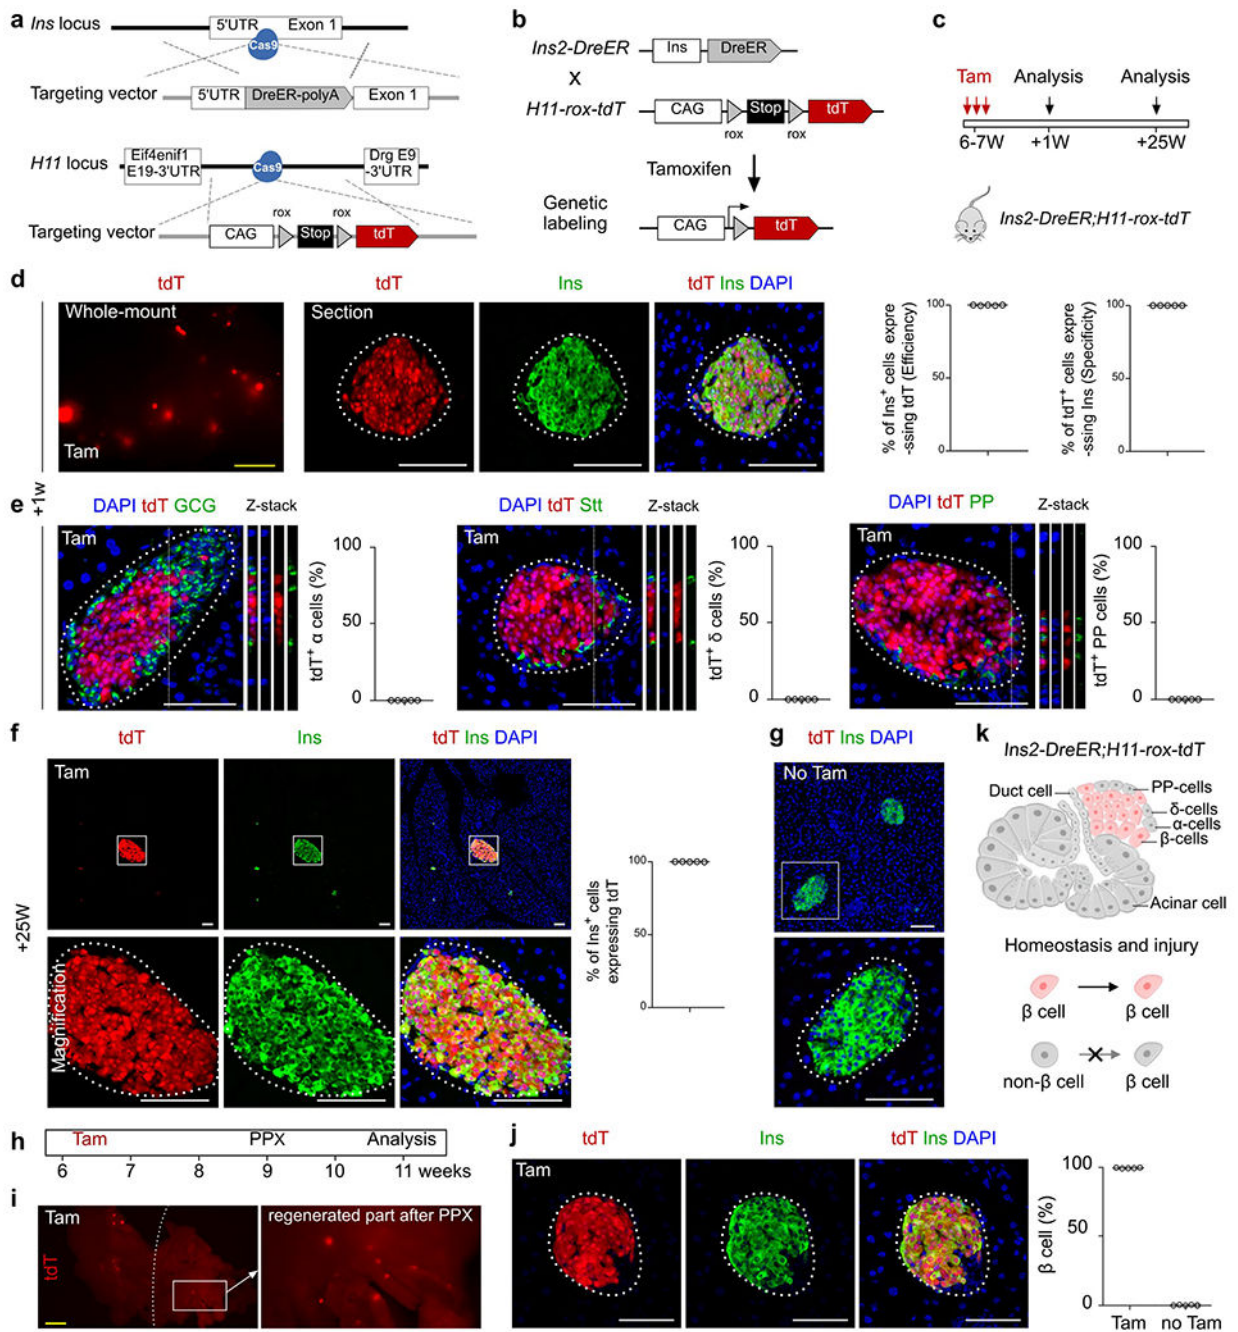 a
Ins locus
5'UTR
Exon 1
Cas9
Targeting vector
5'UTR
DreER-polyA
Exon 1
H11 locus
Eif4enif1
E19-3'UTR
Cas9
Drg E9
-3'UTR
rox
rox
Targeting vector
CAG
Stop
tdT
b
Ins2-DreER
Ins
DreER
X
H11-rox-tdT
CAG
Stop
tdT
rox
rox
Tamoxifen
Genetic
labeling
CAG
tdT
c
Tam
Analysis
Analysis
6-7W
+1W
+25W
Ins2-DreER;H11-rox-tdT
d
tdT
tdT
Ins
tdT Ins DAPI
Whole-mount
Section
Tam
% of Ins+ cells expre
-ssing tdT (Efficiency)
100
50
0
% of tdT+ cells expre
-ssing Ins (Specificity)
100
50
0
+1w
e
DAPI tdT GCG
Z-stack
Tam
tdT+ α cells (%)
100
50
0
DAPI tdT Stt
Z-stack
Tam
tdT+ δ cells (%)
100
50
0
DAPI tdT PP
Z-stack
Tam
tdT+ PP cells (%)
100
50
0
f
tdT
Ins
tdT Ins DAPI
Tam
+25W
Magnification
% of Ins+ cells
expressing tdT
100
50
0
g
tdT Ins DAPI
No Tam
k
Ins2-DreER;H11-rox-tdT
Duct cell
PP-cells
δ-cells
α-cells
β-cells
Acinar cell
Homeostasis and injury
β cell
β cell
non-β cell
β cell
h
Tam
PPX
Analysis
6
7
8
9
10
11 weeks
i
Tam
regenerated part after PPX
tdT
j
tdT
Ins
tdT Ins DAPI
Tam
β cell (%)
100
50
0
Tam
no Tam